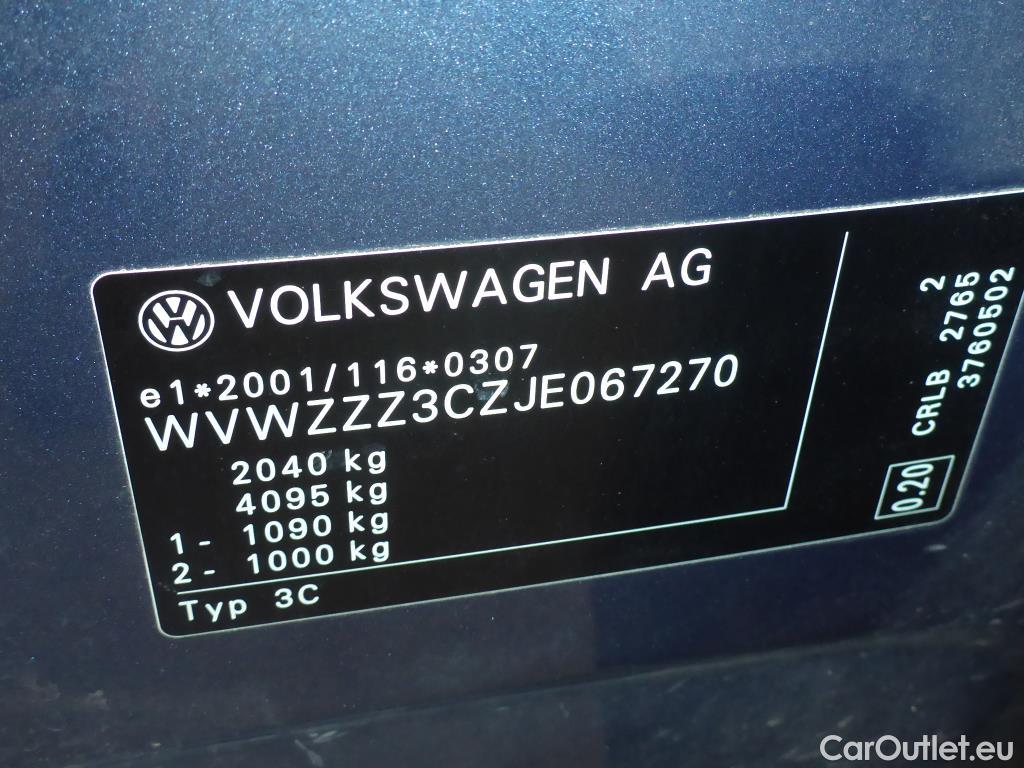 VOLKSWAGEN AG
e1*2001/116*0307
WVWZZZ3CZJE067270
2040 kg
4095 kg
1- 1090 kg
2- 1000 kg
Typ 3C
2
CRLB 2765
3760502
0.20
CarOutlet.eu